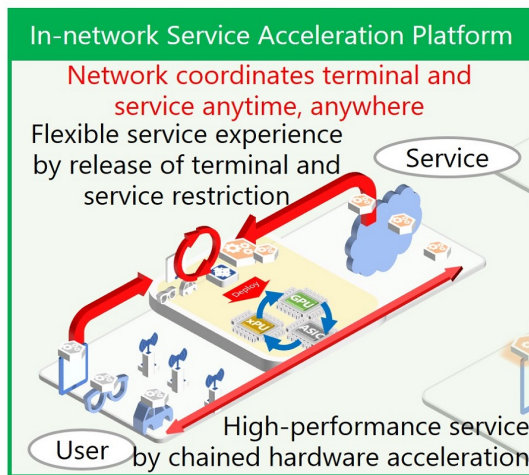 In-network Service Acceleration Platform
Network coordinates terminal and
service anytime, anywhere
Flexible service experience
by release of terminal and
service restriction
Service
Deploy
GPU
xPU
ASIC
High-performance service
User
by chained hardware acceleration